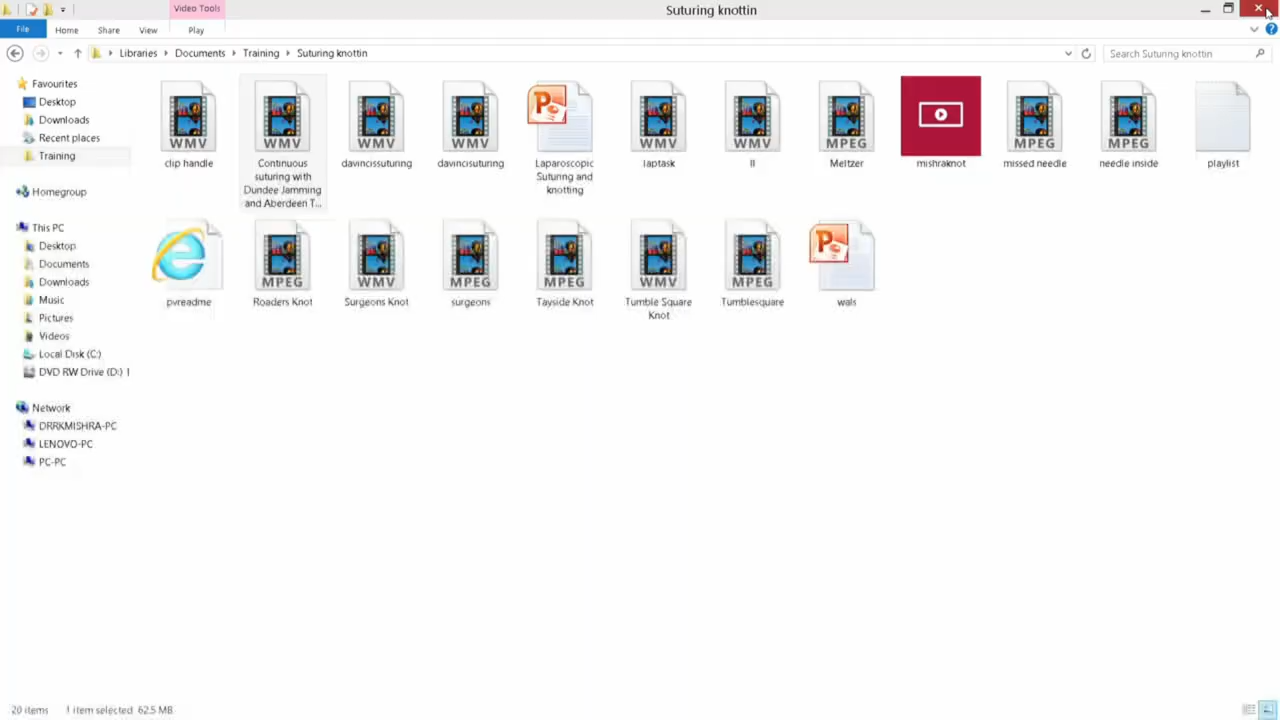 Video Tools
Suturing knottin
File
Home
Share
View
Play
Libraries
Documents
Training
Suturing knottin
Search Suturing knottin
Favourites
Desktop
Downloads
Recent places
Training
Homegroup
This PC
Desktop
Documents
Downloads
Music
Pictures
Videos
Local Disk (C:)
DVD RW Drive (D:) 1
Network
DRRKMISHRA-PC
LENOVO-PC
PC-PC
WMV
clip handle
WMV
Continuous
suturing with
Dundee Jamming
and Aberdeen T...
WMV
davincissuturing
WMV
davincisuturing
Laparoscopic
Suturing and
knotting
WMV
laptask
WMV
ll
WMV
Meltzer
mishraknot
MPEG
missed needle
MPEG
needle inside
playlist
pvreadme
MPEG
Roaders Knot
WMV
Surgeons Knot
MPEG
surgeons
MPEG
Tayside Knot
WMV
Tumble Square
Knot
MPEG
Tumblesquare
wals
20 items
1 item selected 62.5 MB